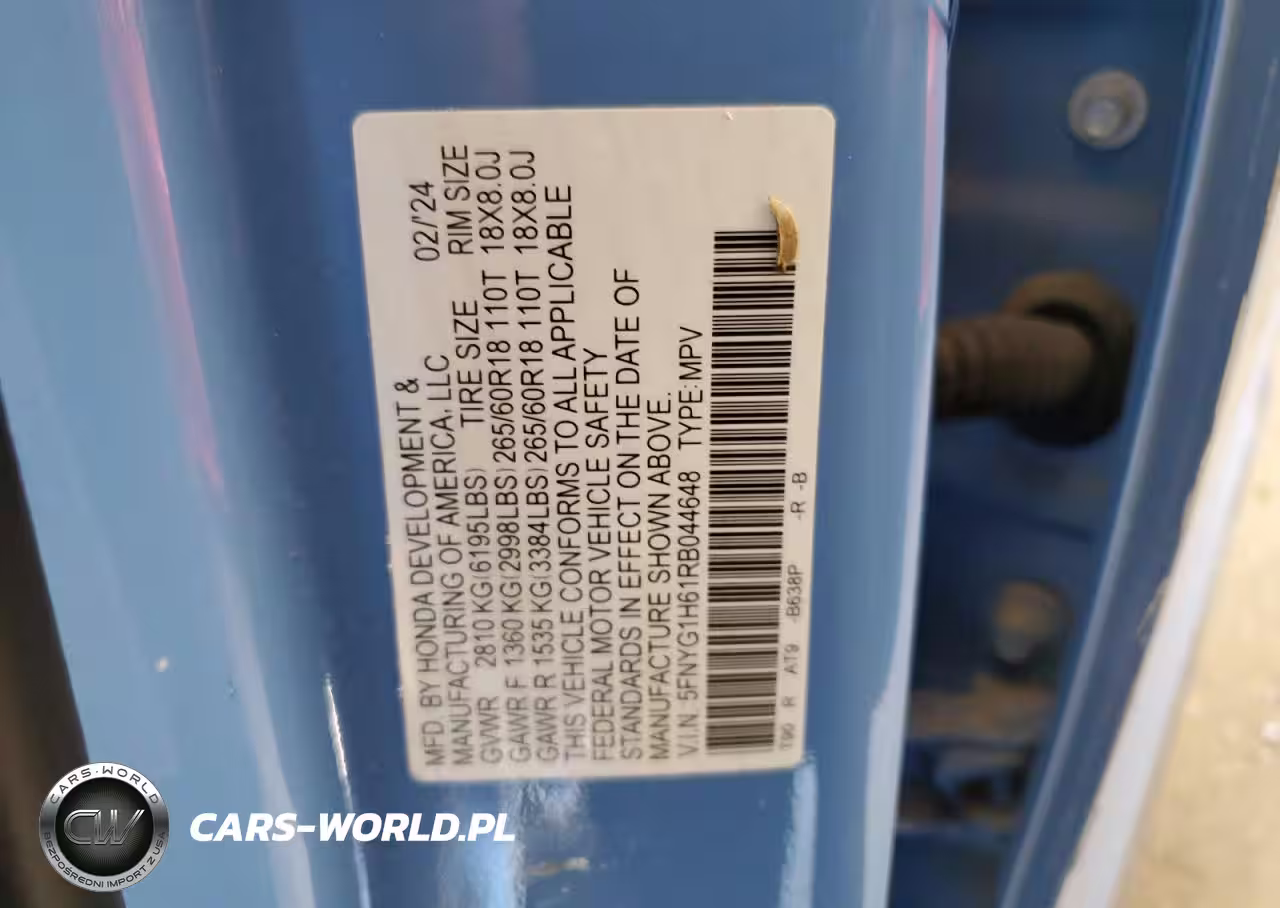 MFD. BY HONDA DEVELOPMENT & 02/'24
MANUFACTURING OF AMERICA, LLC
GVWR 2810 KG(6195LBS) TIRE SIZE RIM SIZE
GAWR F 1360 KG(2998LBS) 265/60R18 110T 18X8.0J
GAWR R 1535 KG(3384LBS) 265/60R18 110T 18X8.0J
THIS VEHICLE CONFORMS TO ALL APPLICABLE
FEDERAL MOTOR VEHICLE SAFETY
STANDARDS IN EFFECT ON THE DATE OF
MANUFACTURE SHOWN ABOVE.
V.I.N. 5FNYG1H61RB044648 TYPE: MPV
T90 R AT9 -B638P -R -B
CARS-WORLD
CW
BEZPOŚREDNI IMPORT Z USA
CARS-WORLD.PL